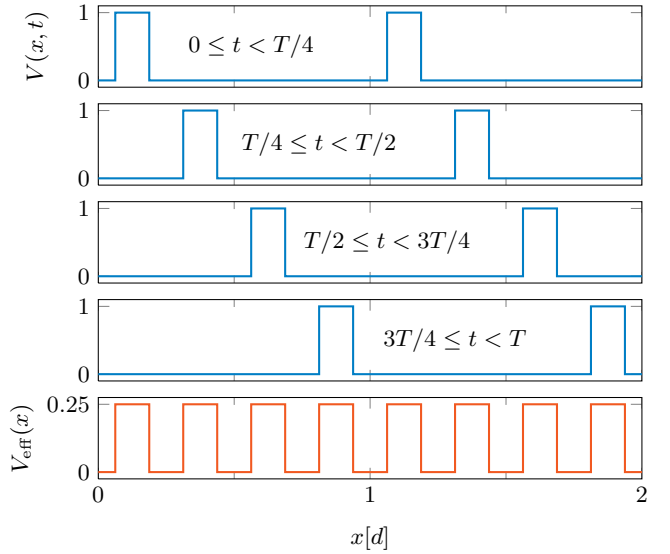 V(x, t)
1
0 ≤ t < T/4
0
1
T/4 ≤ t < T/2
0
1
T/2 ≤ t < 3T/4
0
1
3T/4 ≤ t < T
0
V_eff(x)
0.25
0
0 1 2
x[d]